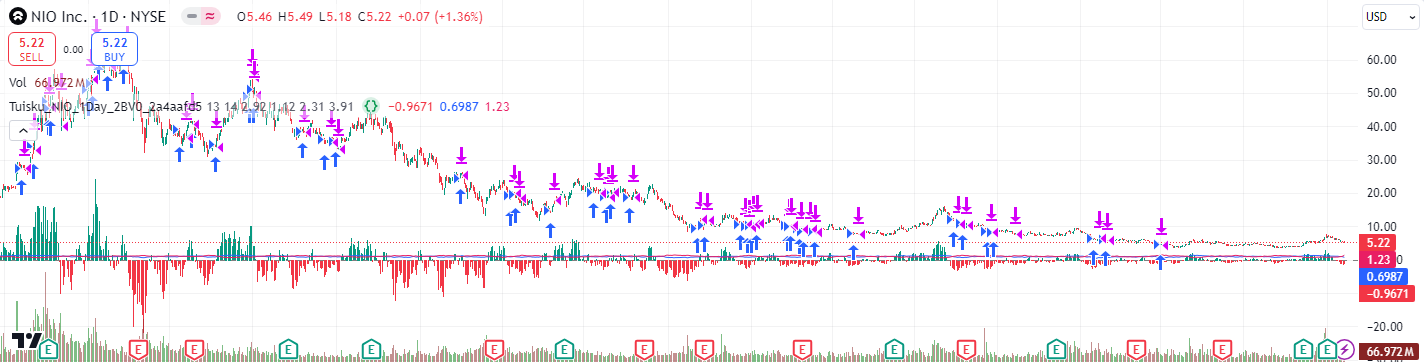 NIO Inc. · 1D · NYSE
O5.46 H5.49 L5.18 C5.22 +0.07 (+1.36%)
USD
5.22
SELL
0.00
5.22
BUY
Vol 66.972 M
Tuisku_NIO_1Day_2BV0_2a4aafd5 13 14 2.92 1.12 2.31 3.91 {} −0.9671 0.6987 1.23
60.00
50.00
40.00
30.00
20.00
10.00
5.22
1.23
0.6987
−0.9671
−20.00
66.972 M
E E E E E E E E E E E E E E E E E